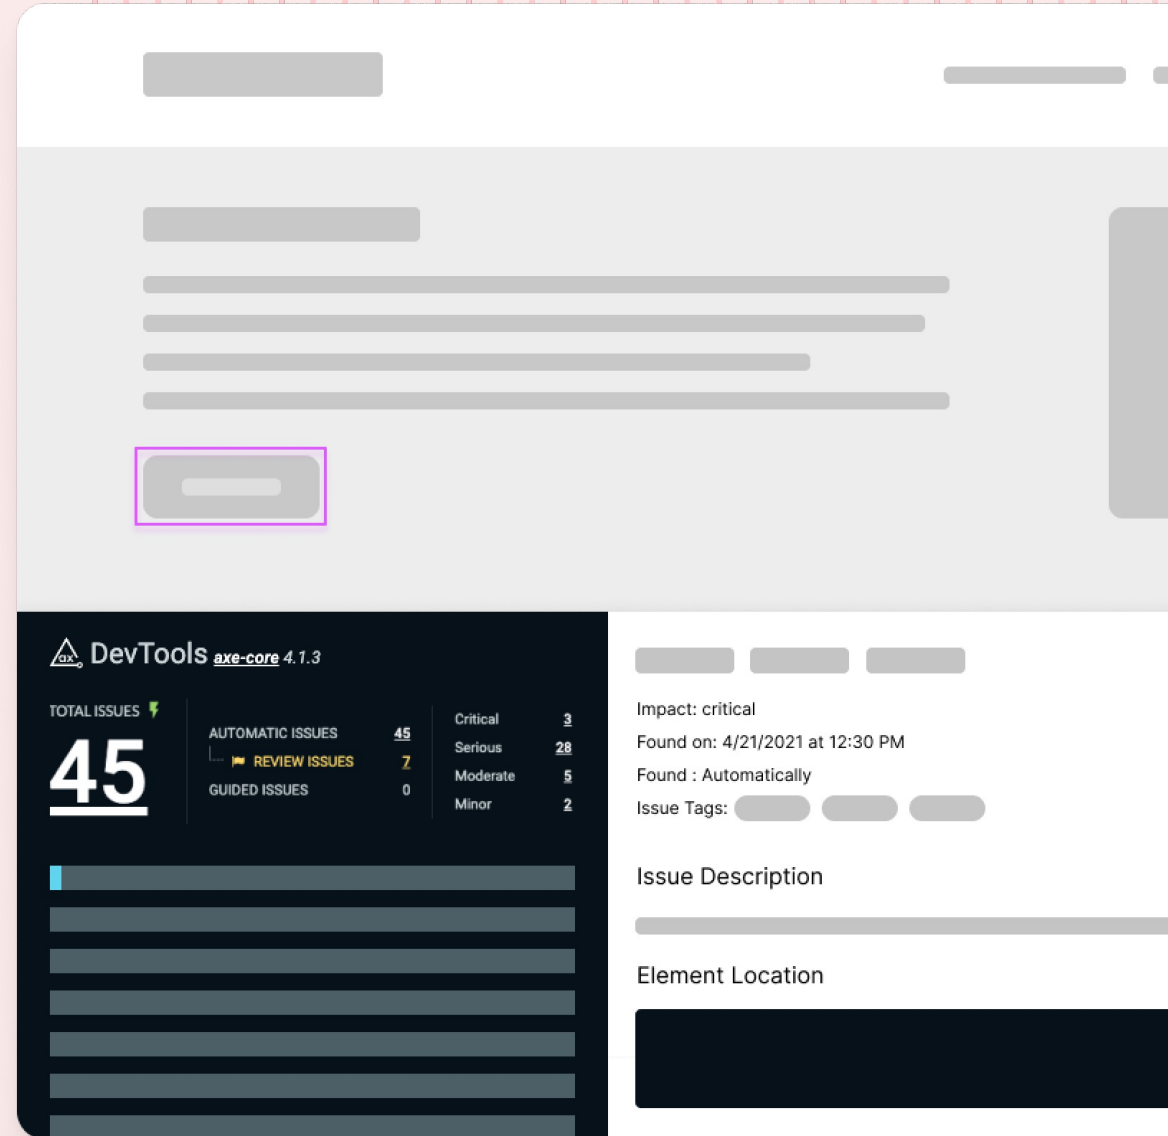 ax DevTools axe-core 4.1.3
TOTAL ISSUES
45
AUTOMATIC ISSUES 45
REVIEW ISSUES 7
GUIDED ISSUES 0
Critical 3
Serious 28
Moderate 5
Minor 2
Impact: critical
Found on: 4/21/2021 at 12:30 PM
Found : Automatically
Issue Tags:
Issue Description
Element Location